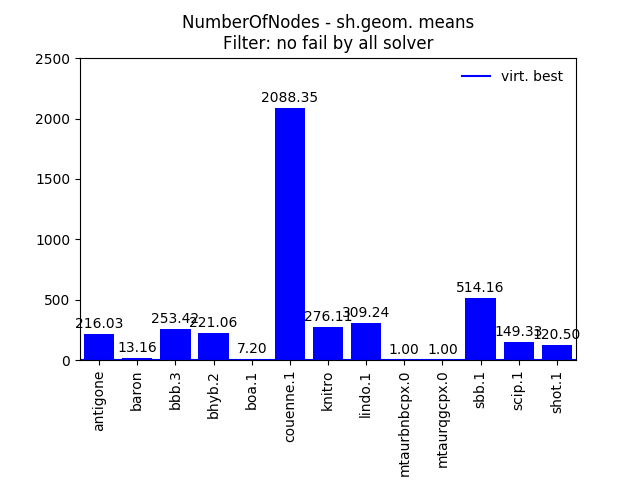 NumberOfNodes - sh.geom. means
Filter: no fail by all solver
virt. best
2500
2000
1500
1000
500
0
216.03
13.16
253.42
221.06
7.20
2088.35
276.11
309.24
1.00
1.00
514.16
149.33
120.50
antigone
baron
bbb.3
bhyb.2
boa.1
couenne.1
knitro
lindo.1
mtaurbnbcpx.0
mtaurqgcpx.0
sbb.1
scip.1
shot.1